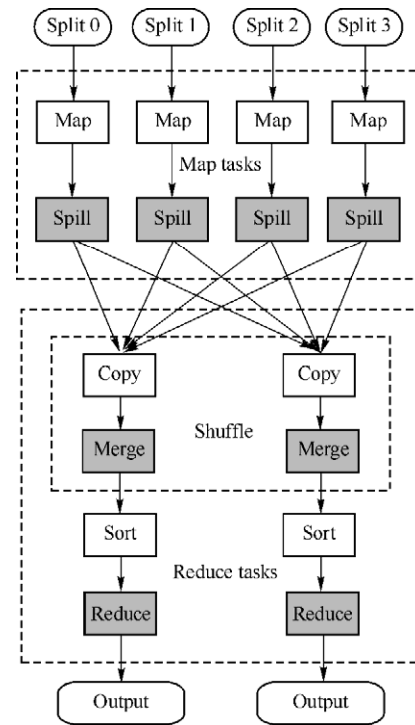 Split 0 Split 1 Split 2 Split 3
Map Map Map Map
Map tasks
Spill Spill Spill Spill
Copy Copy
Shuffle
Merge Merge
Sort Sort
Reduce tasks
Reduce Reduce
Output Output